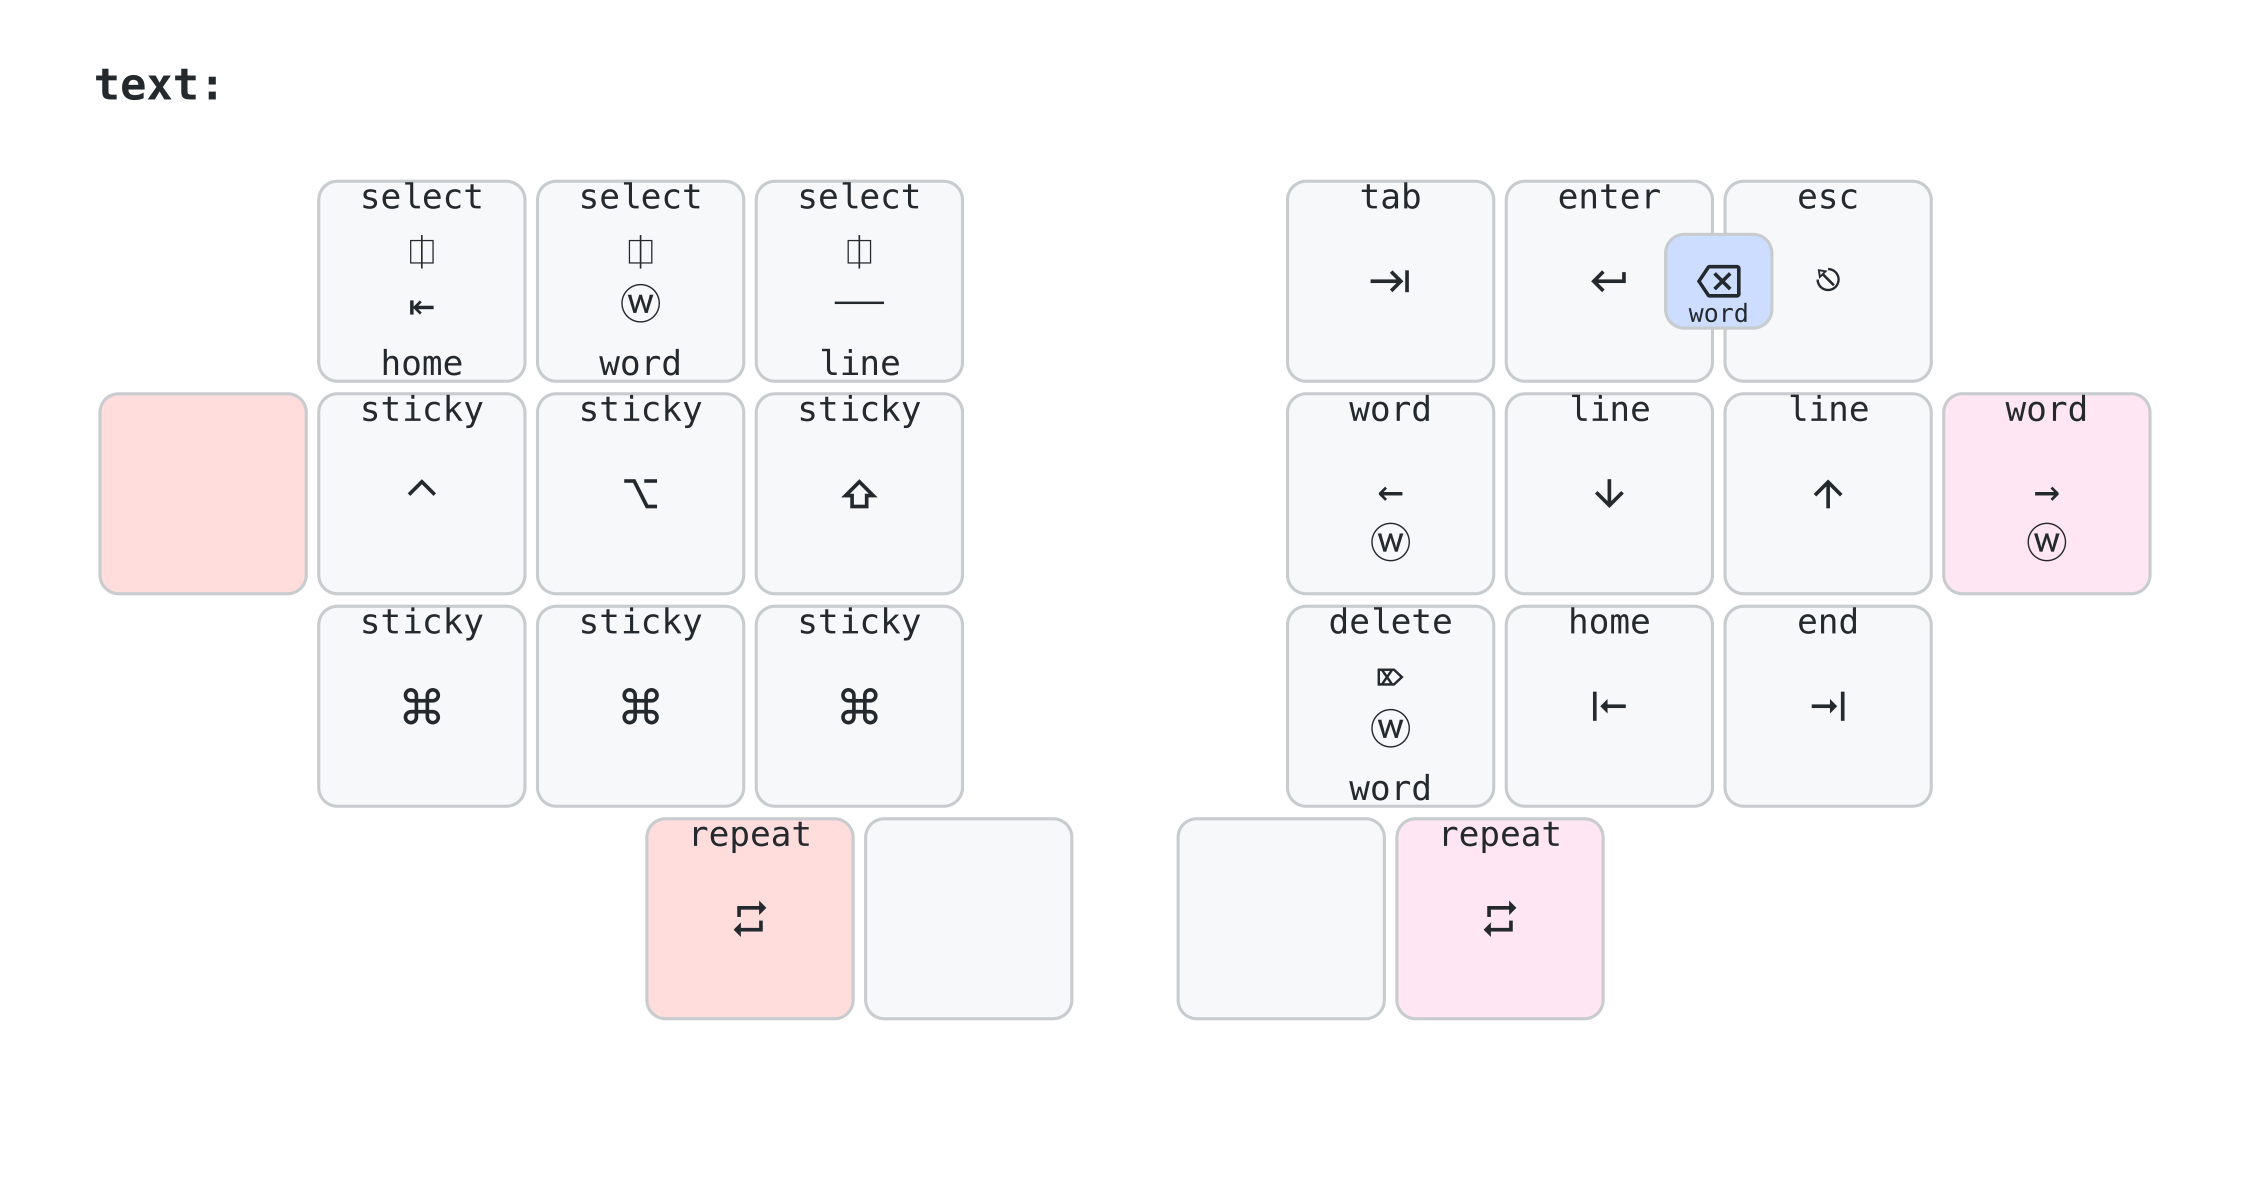 text:
select select select tab enter esc
⇤ Ⓦ — ⇥ ↵ ⌫ ⎋
word
home word line
sticky sticky sticky word line line word
^ ⌥ ⇧ ← ↓ ↑ →
Ⓦ Ⓦ
sticky sticky sticky delete home end
⌘ ⌘ ⌘ ⌦ ⇤ ⇥
Ⓦ
word
repeat repeat